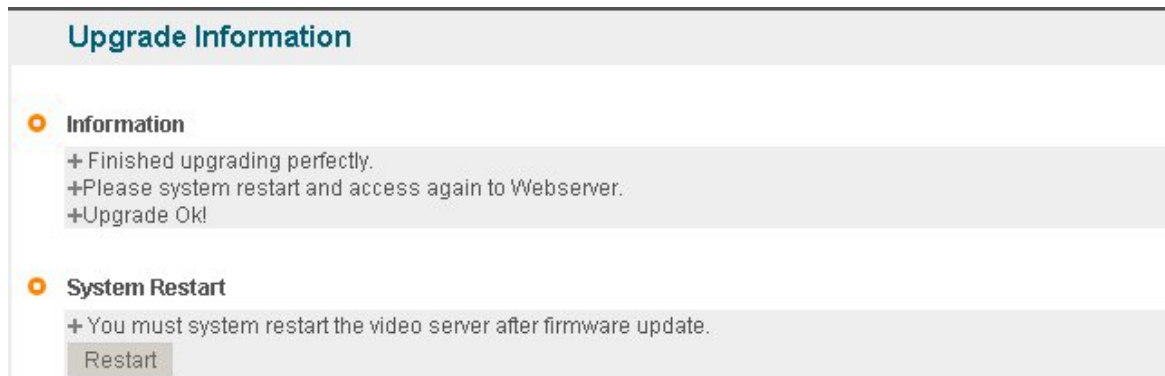 Upgrade Information
Information
+ Finished upgrading perfectly.
+Please system restart and access again to Webserver.
+Upgrade Ok!
System Restart
+ You must system restart the video server after firmware update.
Restart